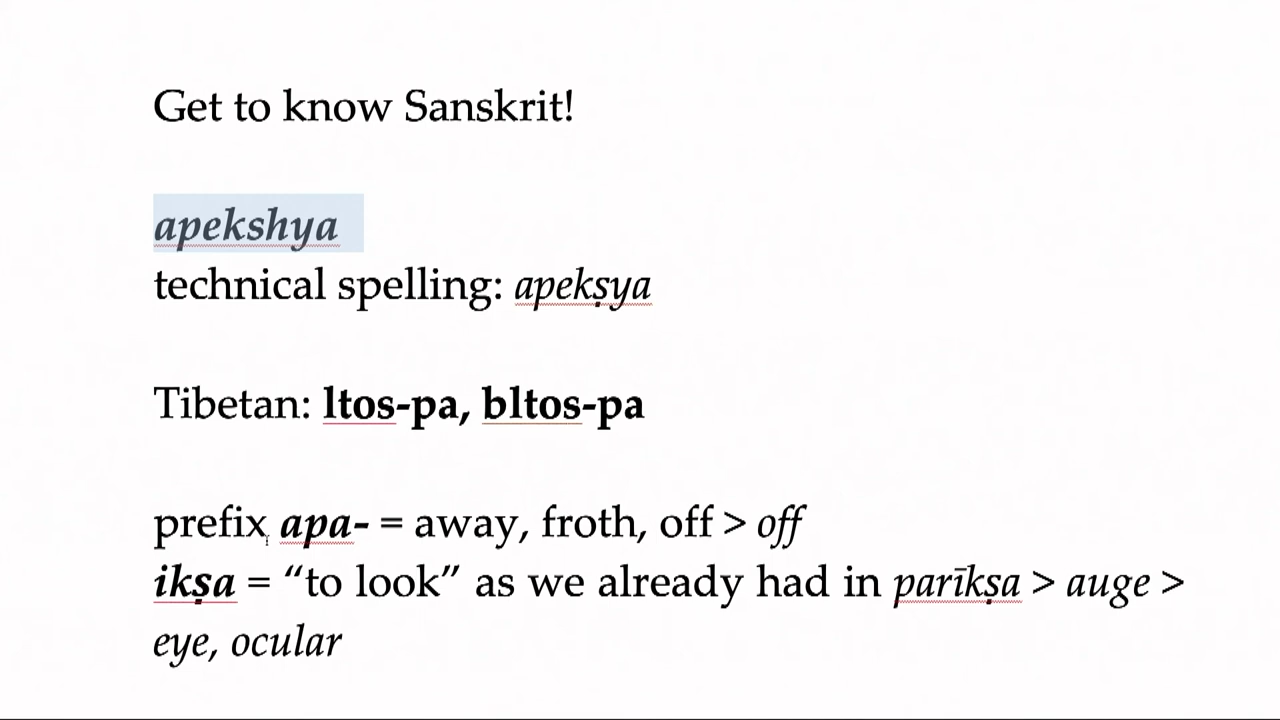 Get to know Sanskrit!
apekshya
technical spelling: apekṣya
Tibetan: ltos-pa, bltos-pa
prefix apa- = away, froth, off > off
ikṣa = “to look” as we already had in parīkṣa > auge >
eye, ocular